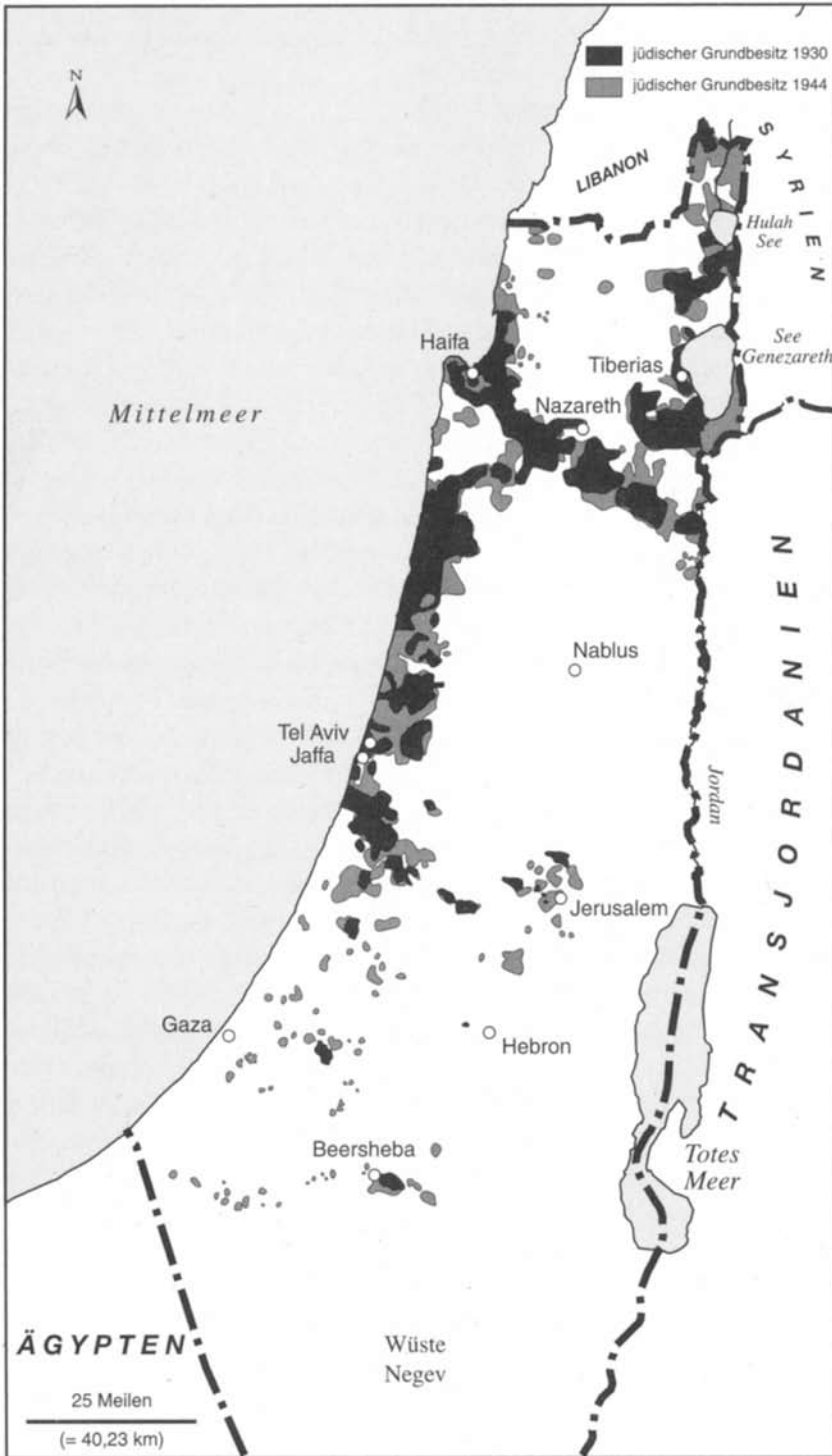 jüdischer Grundbesitz 1930
jüdischer Grundbesitz 1944
N
LIBANON
SYRIEN
Hulah
See
See
Genezareth
Haifa
Tiberias
Nazareth
Mittelmeer
TRANSJORDANIEN
Nablus
Tel Aviv
Jaffa
Jordan
Jerusalem
Gaza
Hebron
Beersheba
Totes
Meer
ÄGYPTEN
Wüste
Negev
25 Meilen
(= 40,23 km)